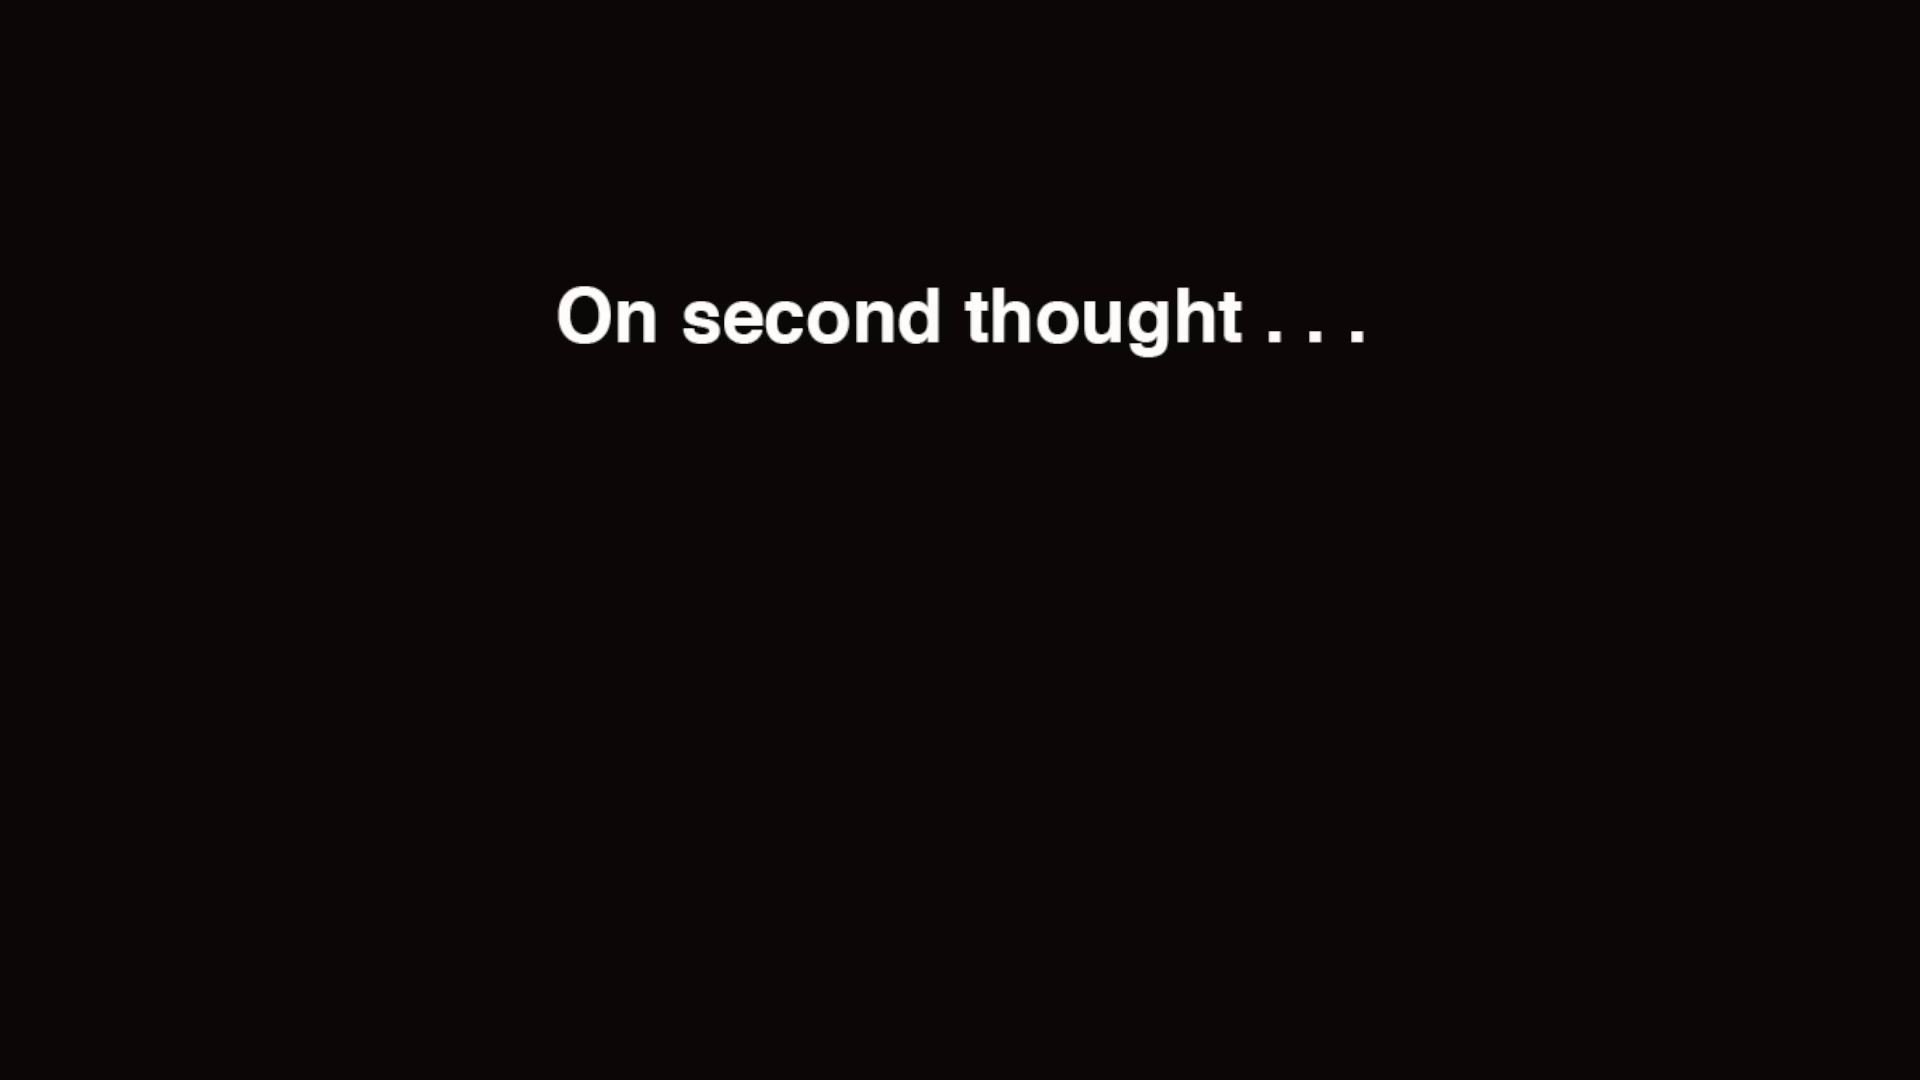 On second thought . . .